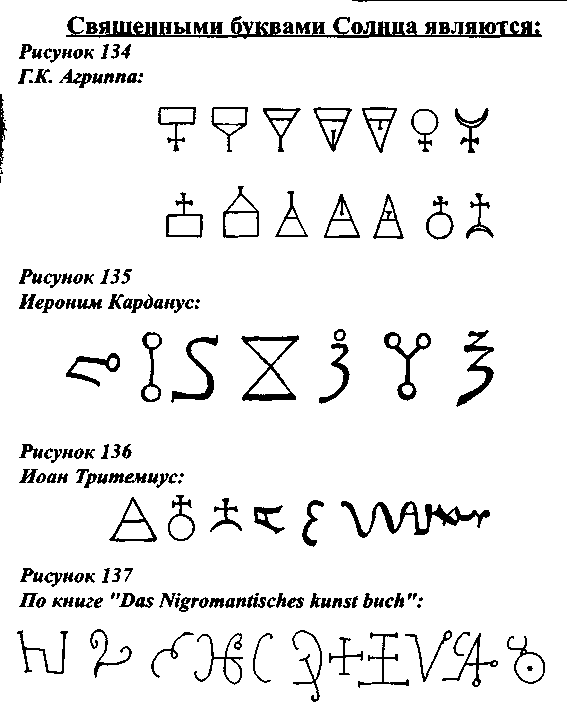 Священными буквами Солнца являются:
Рисунок 134
Г.К. Агриппа:
Рисунок 135
Иероним Карданус:
Рисунок 136
Иоан Тритемиус:
Рисунок 137
По книге "Das Nigromantisches kunst buch":